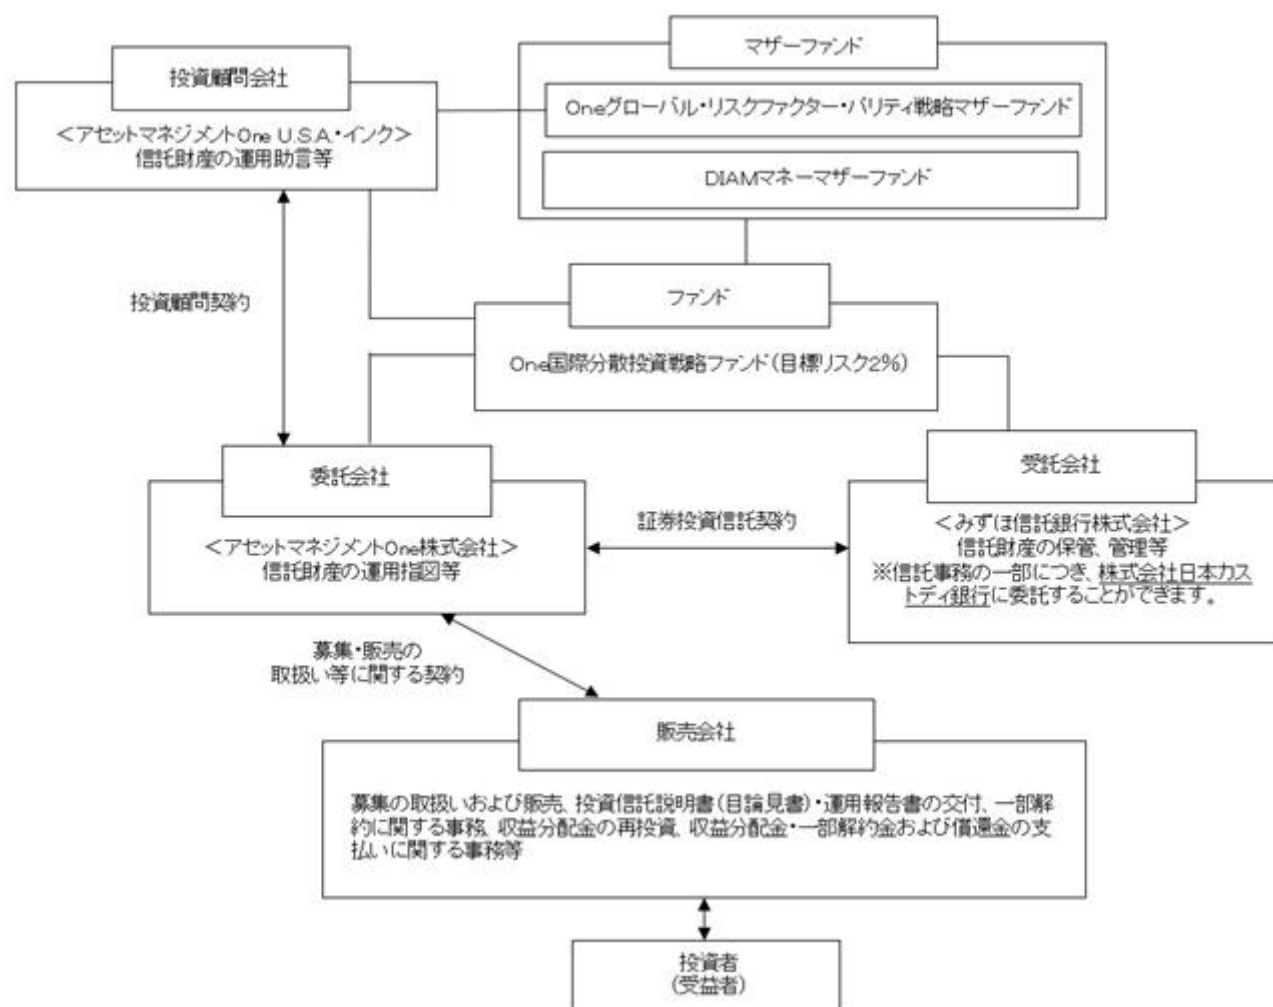 マザーファンド
投資顧問会社
Oneグローバル・リスクファクター・パリティ戦略マザーファンド
<アセットマネジメントOne U.S.A.・インク>
信託財産の運用助言等
DIAMマネーマザーファンド
投資顧問契約
ファンド
One国際分散投資戦略ファンド(目標リスク2%)
委託会社
受託会社
<アセットマネジメントOne株式会社>
信託財産の運用指図等
証券投資信託契約
<みずほ信託銀行株式会社>
信託財産の保管、管理等
※信託事務の一部につき、株式会社日本カス
トディ銀行に委託することができます。
募集・販売の
取扱い等に関する契約
販売会社
募集の取扱いおよび販売、投資信託説明書(目論見書)・運用報告書の交付、一部解
約に関する事務、収益分配金の再投資、収益分配金・一部解約金および償還金の支
払いに関する事務等
投資者
(受益者)